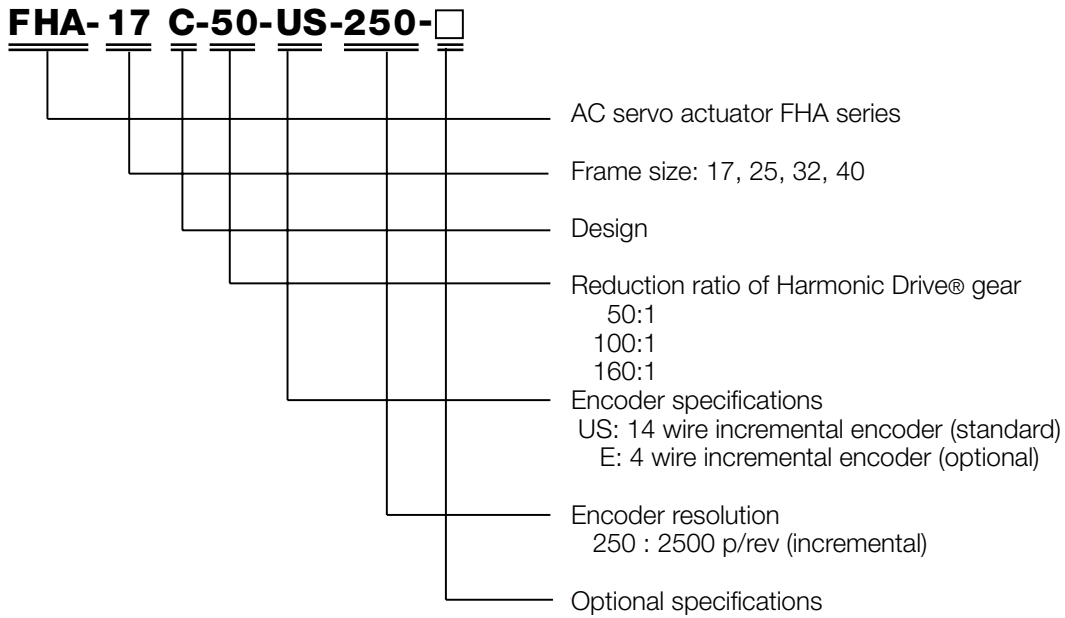 FHA-17 C-50-US-250-□
AC servo actuator FHA series
Frame size: 17, 25, 32, 40
Design
Reduction ratio of Harmonic Drive® gear
50:1
100:1
160:1
Encoder specifications
US: 14 wire incremental encoder (standard)
E: 4 wire incremental encoder (optional)
Encoder resolution
250 : 2500 p/rev (incremental)
Optional specifications